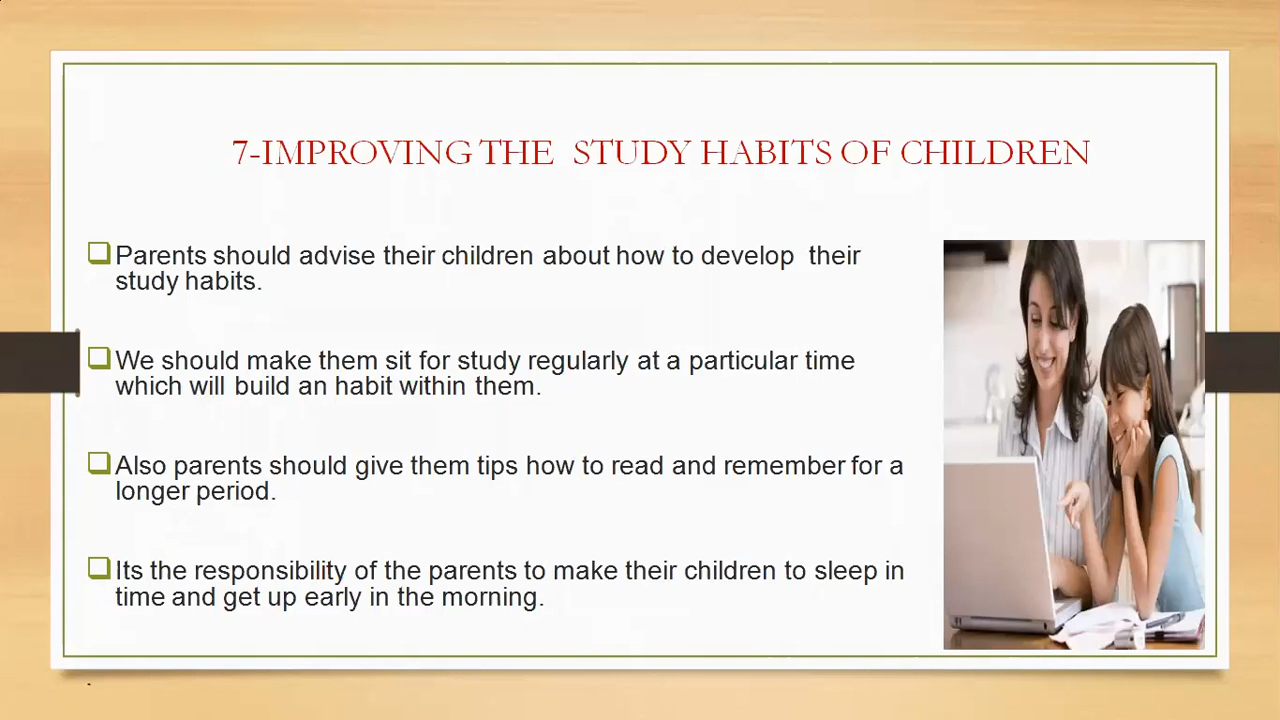 7-IMPROVING THE STUDY HABITS OF CHILDREN
Parents should advise their children about how to develop their
study habits.
We should make them sit for study regularly at a particular time
which will build an habit within them.
Also parents should give them tips how to read and remember for a
longer period.
Its the responsibility of the parents to make their children to sleep in
time and get up early in the morning.